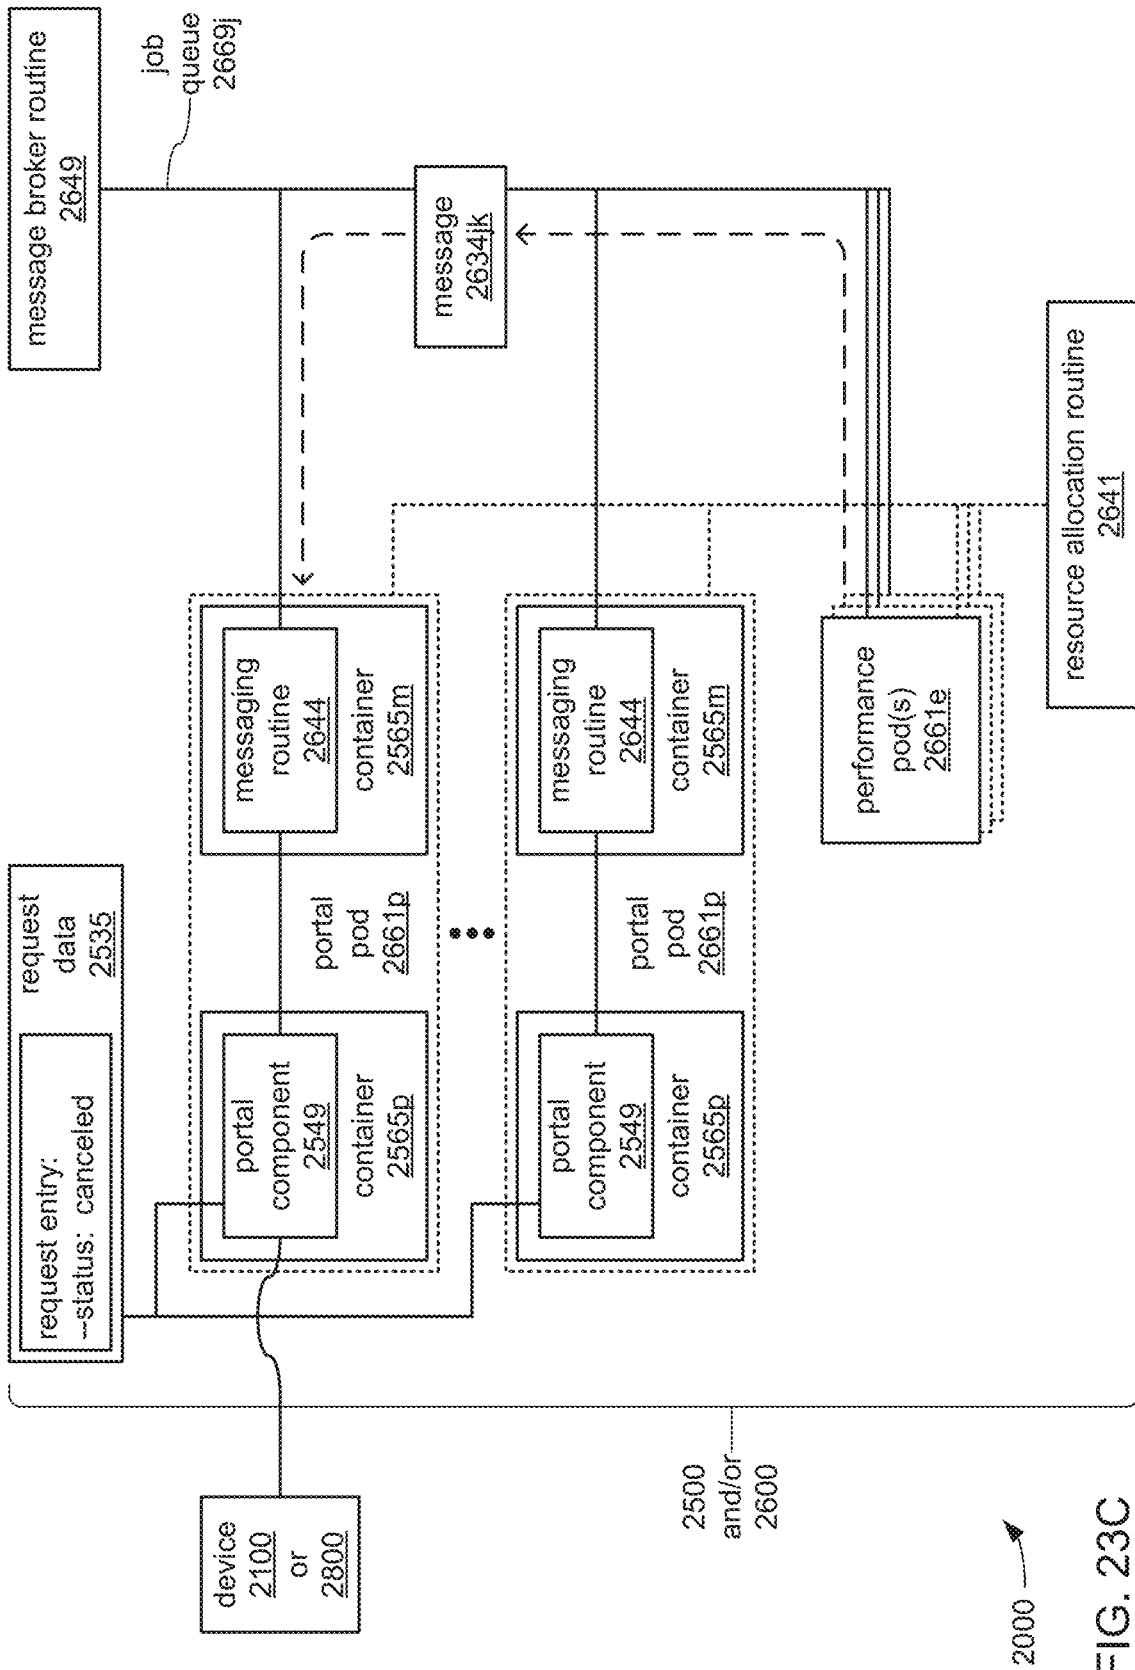 request entry:
--status: canceled
request
data
2535
message broker routine
2649
job
queue
2669j
device
2100
or
2800
portal
component
2549
container
2565p
portal
pod
2661p
messaging
routine
2644
container
2565m
message
2634jk
portal
component
2549
container
2565p
portal
pod
2661p
messaging
routine
2644
container
2565m
2500
and/or
2600
performance
pod(s)
2661e
resource allocation routine
2641
2000
FIG. 23C